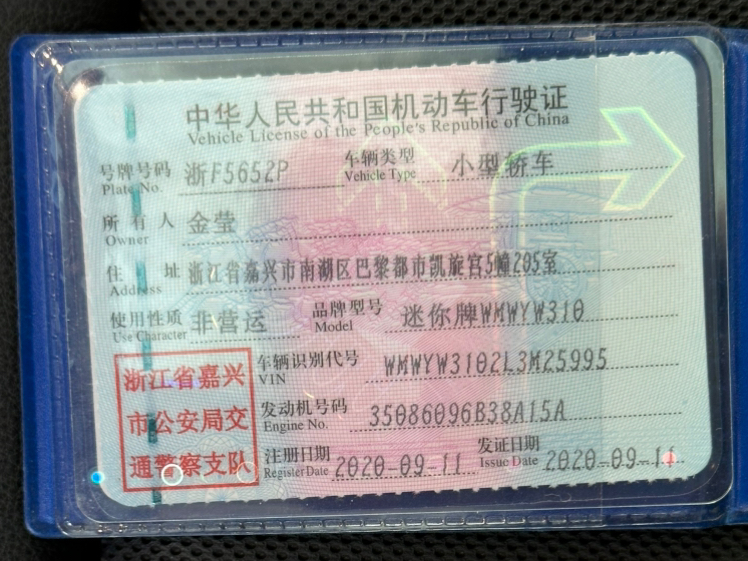 中华人民共和国机动车行驶证
Vehicle License of the People's Republic of China
号牌号码 浙F5652P 车辆类型 小型轿车
Plate No. Vehicle Type
所有人 金莹
Owner
住址 浙江省嘉兴市南湖区巴黎都市凯旋宫5幢205室
Address
使用性质 非营运 品牌型号 迷你牌WMWYW310
Use Character Model
浙江省嘉兴
市公安局交
通警察支队
车辆识别代号 WMWYW3102L3M25995
VIN
发动机号码 35086096B38A15A
Engine No.
注册日期 2020-09-11 发证日期 2020-09-11
Register Date Issue Date